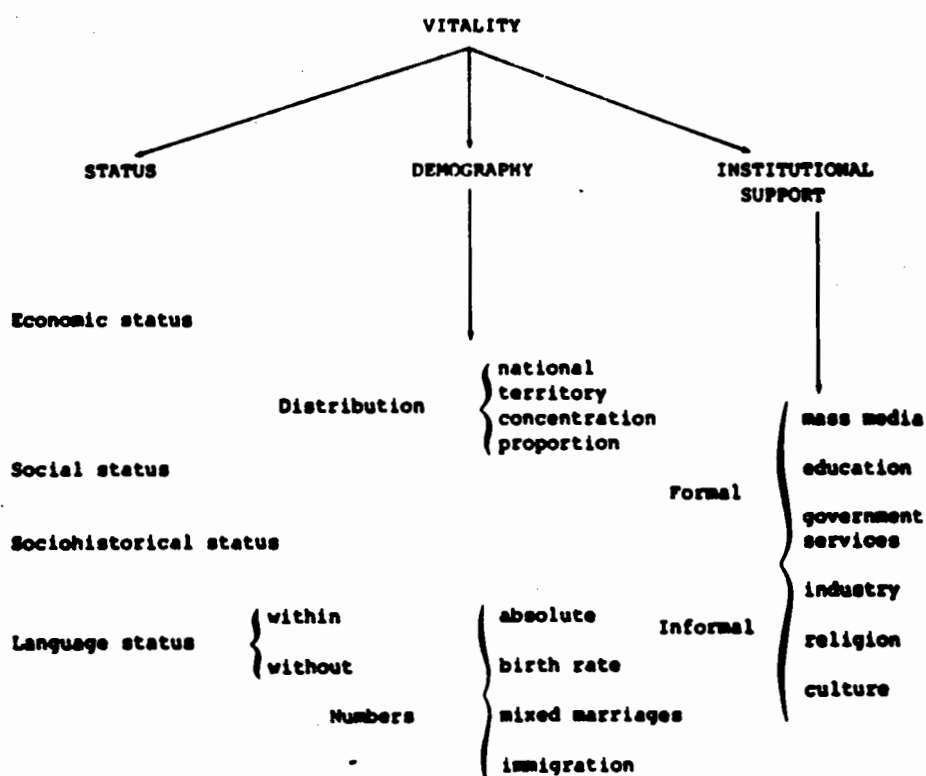 VITALITY
STATUS
DEMOGRAPHY
INSTITUTIONAL
SUPPORT
Economic status
Social status
Sociohistorical status
Language status
within
without
Distribution
national
territory
concentration
proportion
Numbers
absolute
birth rate
mixed marriages
immigration
Formal
Informal
mass media
education
government
services
industry
religion
culture